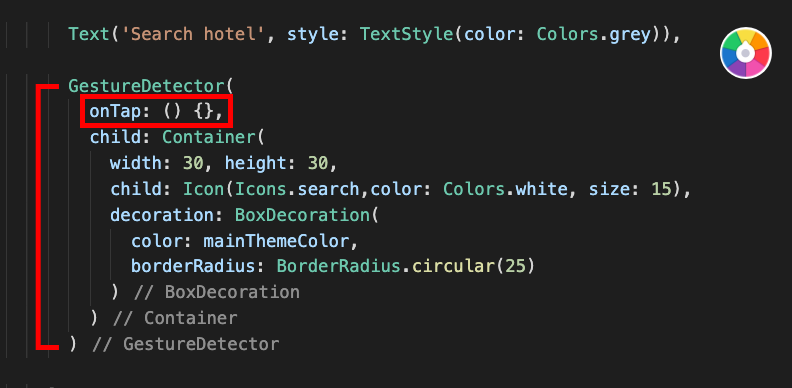 Text('Search hotel', style: TextStyle(color: Colors.grey)),
GestureDetector(
onTap: () {},
child: Container(
width: 30, height: 30,
child: Icon(Icons.search,color: Colors.white, size: 15),
decoration: BoxDecoration(
color: mainThemeColor,
borderRadius: BorderRadius.circular(25)
) // BoxDecoration
) // Container
) // GestureDetector